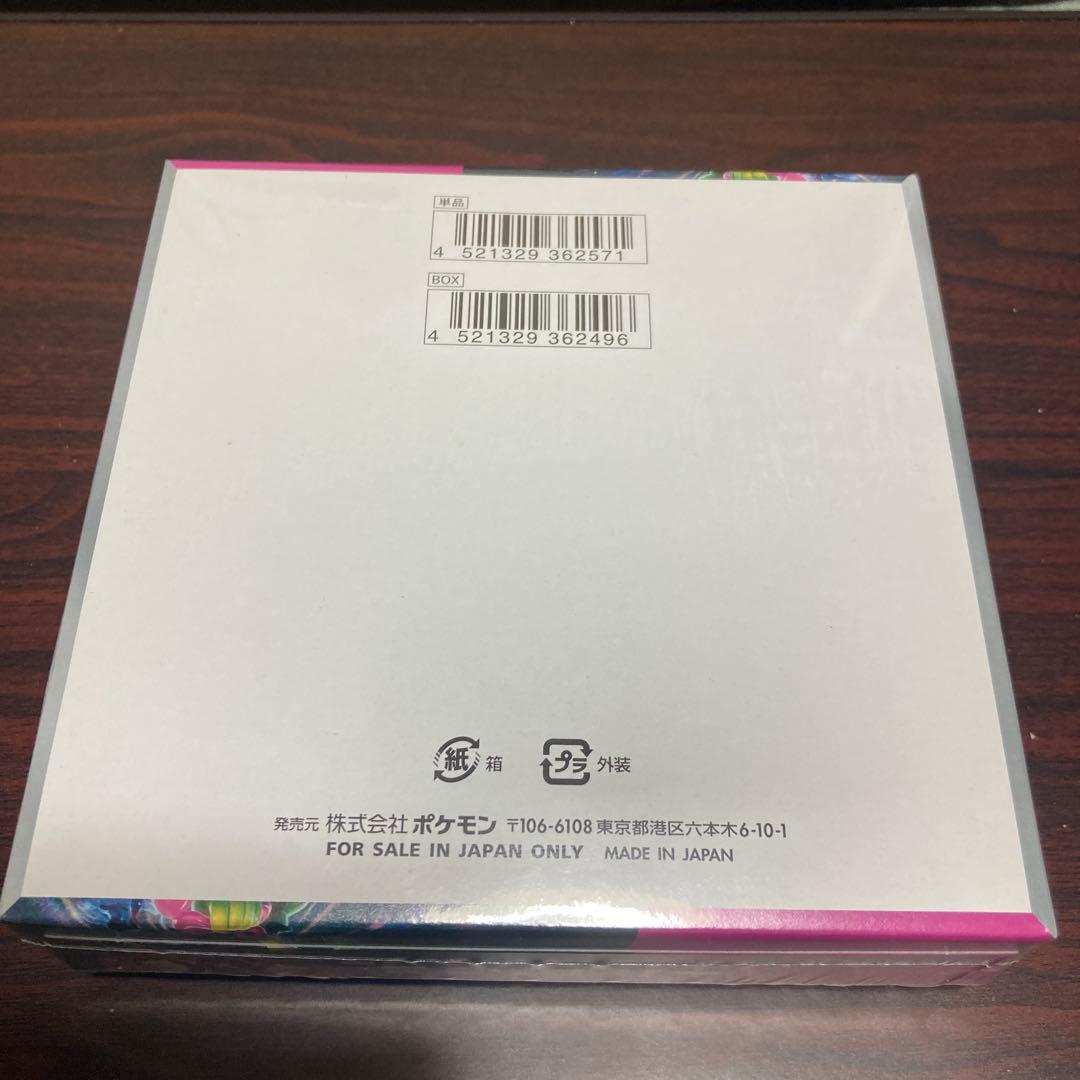 単品
4 521329 362571
BOX
4 521329 362496
紙 箱 プラ 外装
発売元 株式会社 ポケモン 〒106-6108 東京都港区六本木6-10-1
FOR SALE IN JAPAN ONLY MADE IN JAPAN